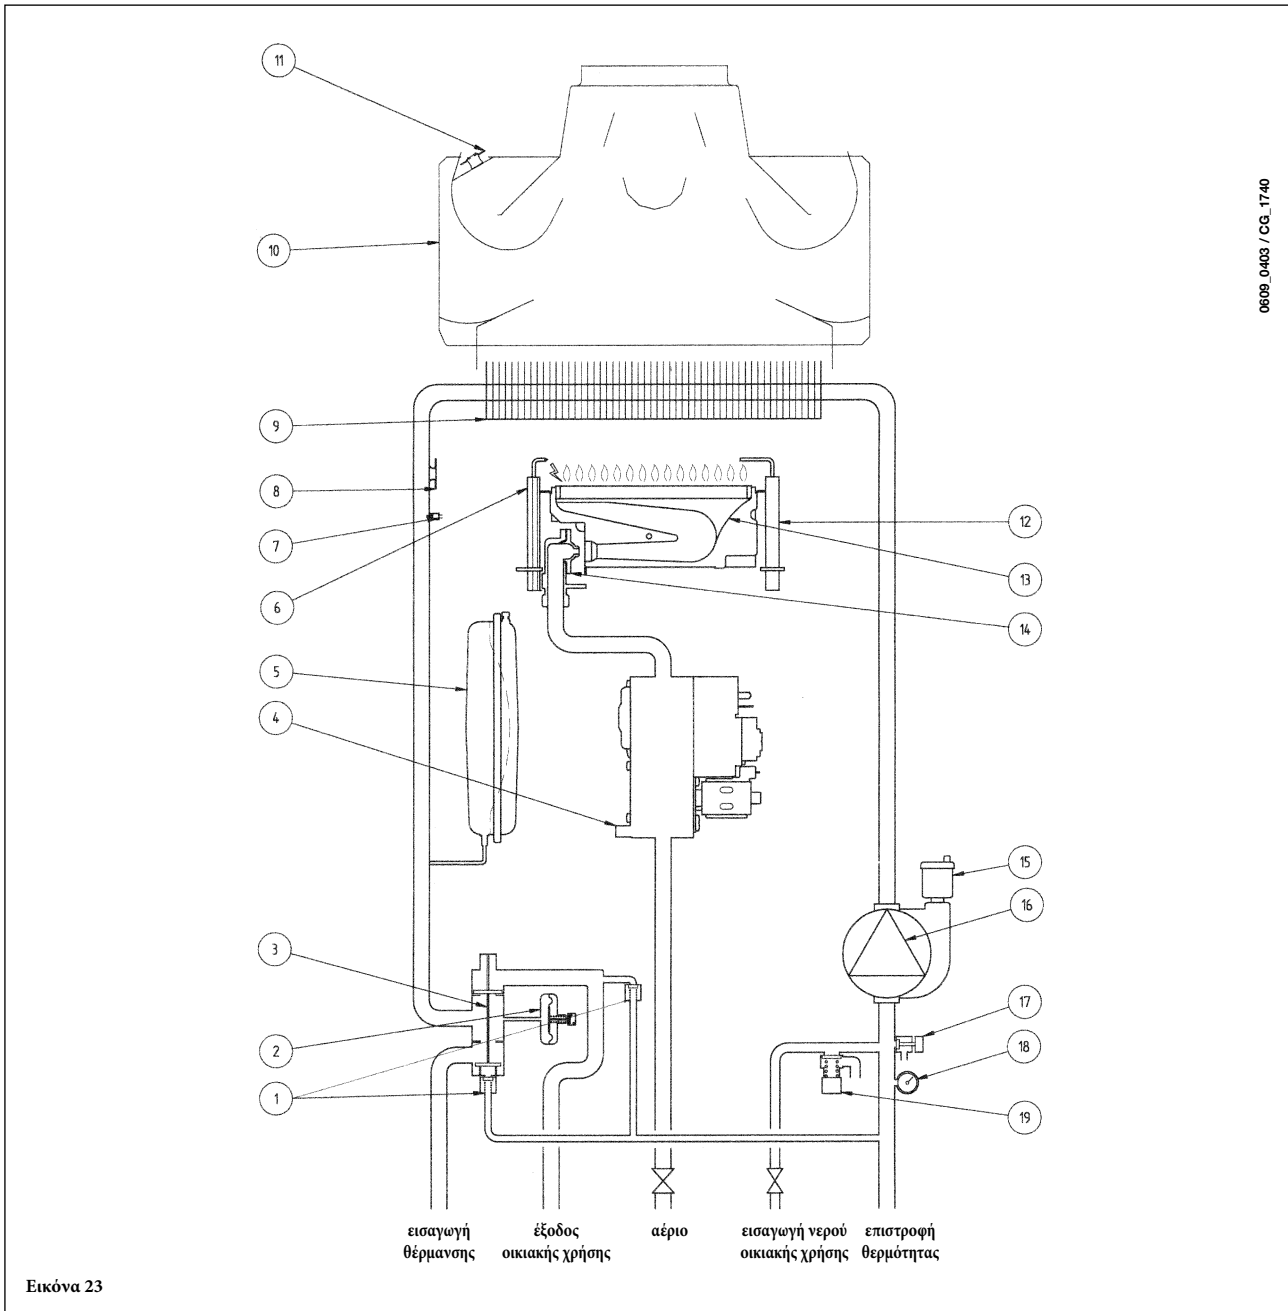 11
10
9
8
7
6
5
4
3
2
1
12
13
14
15
16
17
18
19
0609_0403 / CG_1740
εισαγωγή
θέρμανσης
έξοδος
οικιακής χρήσης
αέριο
εισαγωγή νερού
οικιακής χρήσης
επιστροφή
θερμότητας
Εικόνα 23